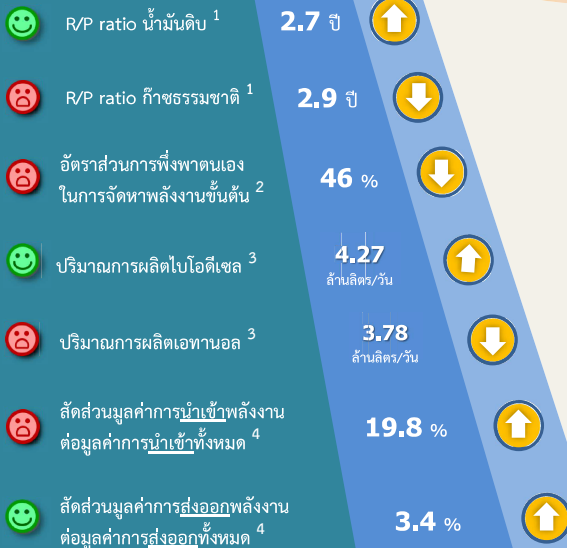 R/P ratio น้ำมันดิบ 1 2.7 ปี
R/P ratio ก๊าซธรรมชาติ 1 2.9 ปี
อัตราส่วนการพึ่งพาตนเอง
ในการจัดหาพลังงานขั้นต้น 2
46 %
ปริมาณการผลิตไบโอดีเซล 3
4.27
ล้านลิตร/วัน
ปริมาณการผลิตเอทานอล 3
3.78
ล้านลิตร/วัน
สัดส่วนมูลค่าการนำเข้าพลังงาน
ต่อมูลค่าการนำเข้าทั้งหมด 4
19.8 %
สัดส่วนมูลค่าการส่งออกพลังงาน
ต่อมูลค่าการส่งออกทั้งหมด 4
3.4 %